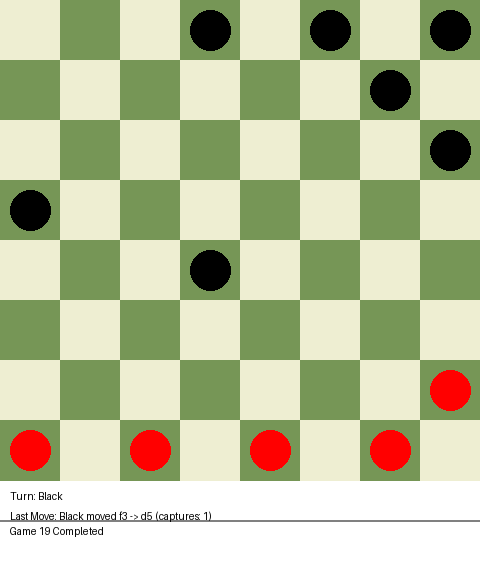 Turn: Black
Last Move: Black moved f3 -> d5 (captures: 1)
Game 19 Completed